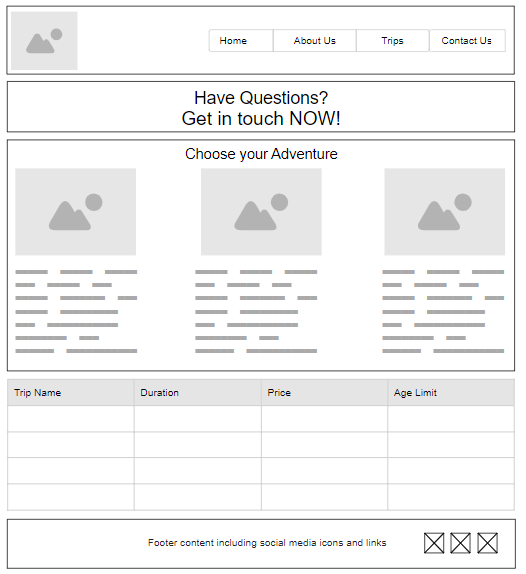 Home About Us Trips Contact Us
Have Questions?
Get in touch NOW!
Choose your Adventure
Trip Name Duration Price Age Limit
Footer content including social media icons and links